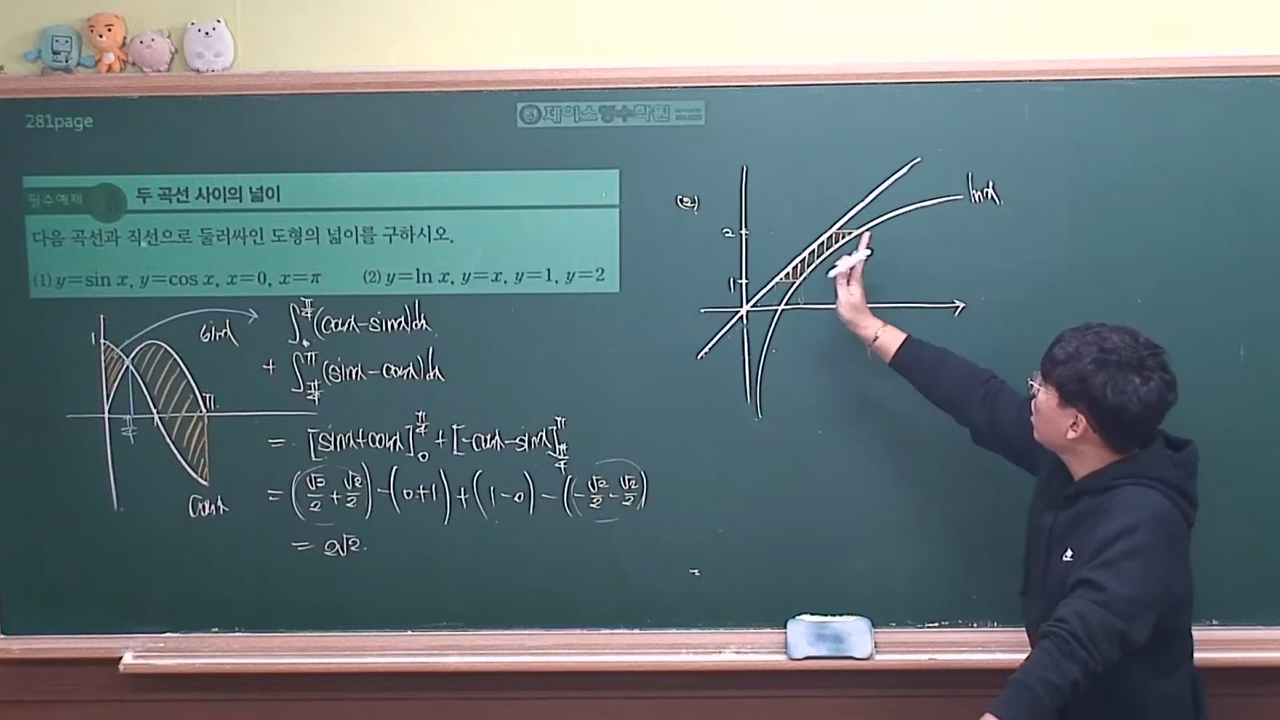 281page
제이스영수학원
필수예제
두 곡선 사이의 넓이
다음 곡선과 직선으로 둘러싸인 도형의 넓이를 구하시오.
(1) y=sin x, y=cos x, x=0, x=π (2) y=ln x, y=x, y=1, y=2
1
sinx
π
π/4
cosx
∫₀^(π/4) (cosx-sinx)dx
+ ∫_(π/4)^π (sinx-cosx)dx
= [sinx+cosx]₀^(π/4) + [-cosx-sinx]_(π/4)^π
= (√2/2+√2/2)-(0+1)+(1-0)-(-√2/2-√2/2)
= 2√2.
(2)
lnx
2
1
=